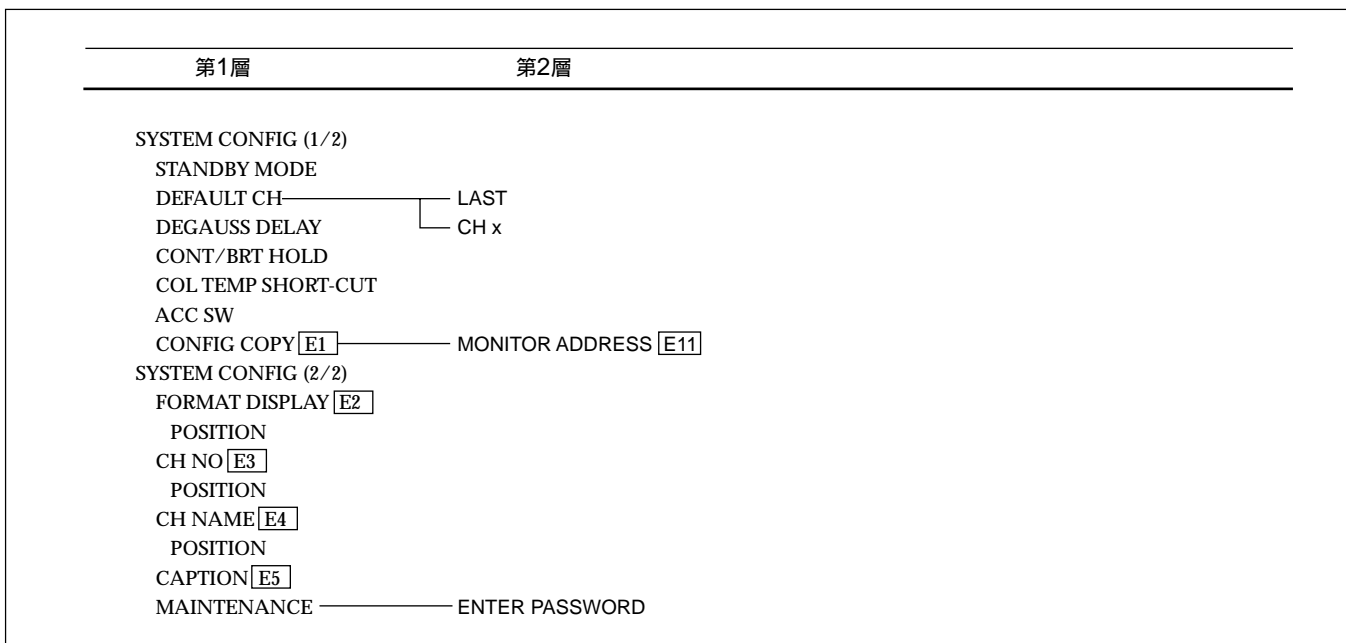 第1層 第2層
SYSTEM CONFIG (1/2)
STANDBY MODE
DEFAULT CH LAST
DEGAUSS DELAY CH x
CONT/BRT HOLD
COL TEMP SHORT-CUT
ACC SW
CONFIG COPY E1 MONITOR ADDRESS E11
SYSTEM CONFIG (2/2)
FORMAT DISPLAY E2
POSITION
CH NO E3
POSITION
CH NAME E4
POSITION
CAPTION E5
MAINTENANCE ENTER PASSWORD